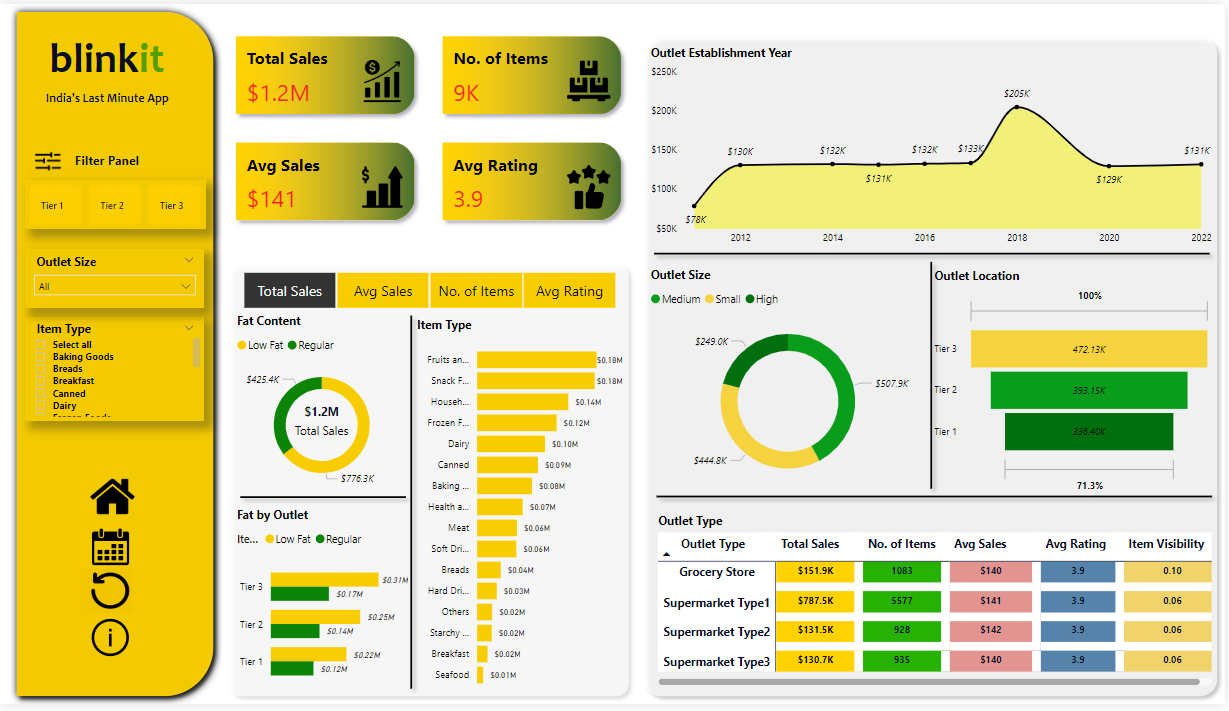 blinkit
India's Last Minute App
Filter Panel
Tier 1
Tier 2
Tier 3
Outlet Size
All
Item Type
Select all
Baking Goods
Breads
Breakfast
Canned
Dairy
Total Sales
$1.2M
No. of Items
9K
Avg Sales
$141
Avg Rating
3.9
Total Sales
Avg Sales
No. of Items
Avg Rating
Fat Content
Low Fat
Regular
$425.4K
$1.2M
Total Sales
$776.3K
Fat by Outlet
Ite...
Low Fat
Regular
Tier 3
$0.31M
$0.17M
Tier 2
$0.25M
$0.14M
Tier 1
$0.22M
$0.12M
Item Type
Fruits an... $0.18M
Snack F... $0.18M
Househ... $0.14M
Frozen F... $0.12M
Dairy $0.10M
Canned $0.09M
Baking ... $0.08M
Health a... $0.07M
Meat $0.06M
Soft Dri... $0.06M
Breads $0.04M
Hard Dri... $0.03M
Others $0.02M
Starchy ... $0.02M
Breakfast $0.02M
Seafood $0.01M
Outlet Establishment Year
$250K
$200K
$150K
$100K
$50K
$78K
$130K
$132K
$131K
$132K
$133K
$205K
$129K
$131K
2012 2014 2016 2018 2020 2022
Outlet Size
Medium Small High
$249.0K
$507.9K
$444.8K
Outlet Location
100%
Tier 3 472.13K
Tier 2 393.15K
Tier 1 336.40K
71.3%
Outlet Type
Outlet Type Total Sales No. of Items Avg Sales Avg Rating Item Visibility
Grocery Store $151.9K 1083 $140 3.9 0.10
Supermarket Type1 $787.5K 5577 $141 3.9 0.06
Supermarket Type2 $131.5K 928 $142 3.9 0.06
Supermarket Type3 $130.7K 935 $140 3.9 0.06